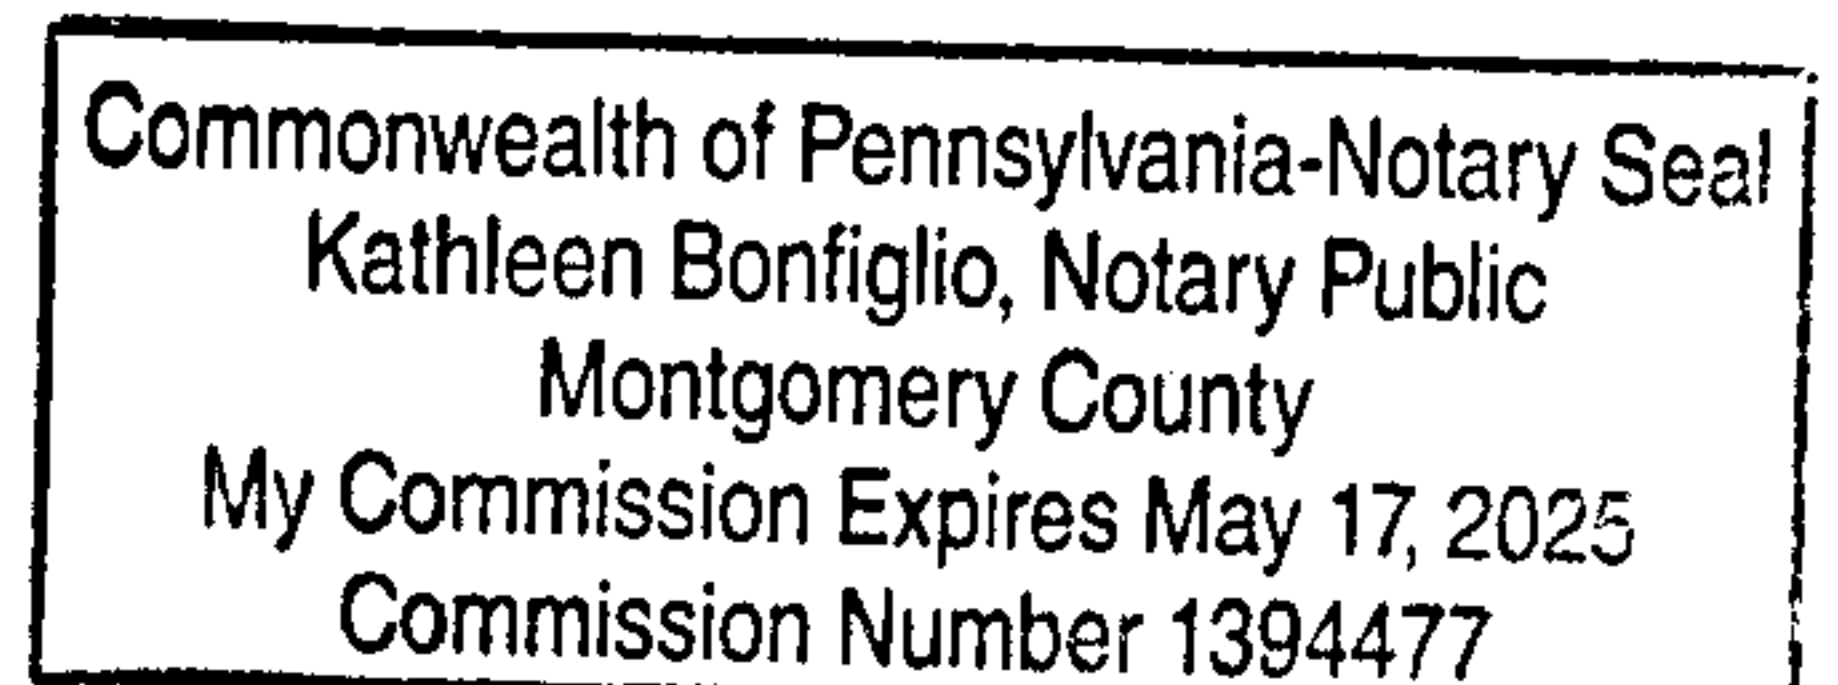 Commonwealth of Pennsylvania-Notary Seal
Kathleen Bonfiglio, Notary Public
Montgomery County
My Commission Expires May 17, 2025
Commission Number 1394477